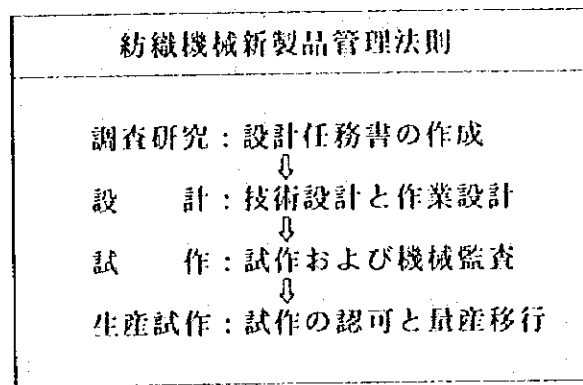 紡織機械新製品管理法則
調査研究：設計任務書の作成
⇩
設　　計：技術設計と作業設計
⇩
試　　作：試作および機械監査
⇩
生産試作：試作の認可と量産移行